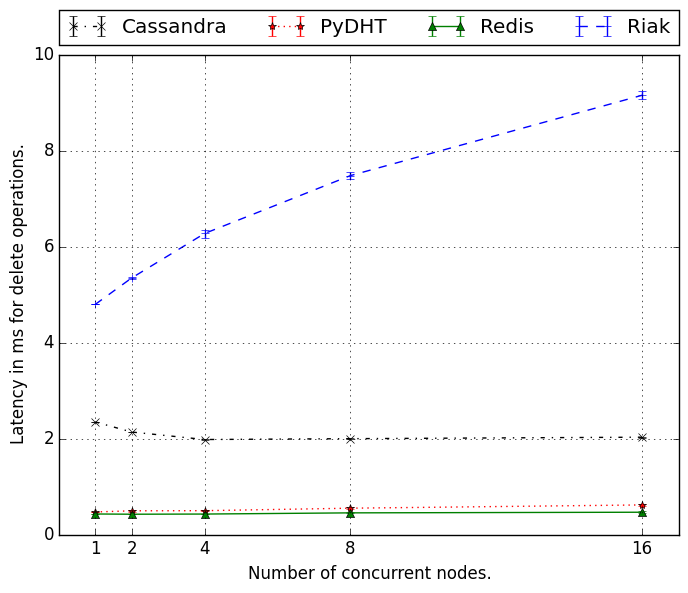 Cassandra PyDHT Redis Riak
10
8
6
4
2
0
Latency in ms for delete operations.
1 2 4 8 16
Number of concurrent nodes.